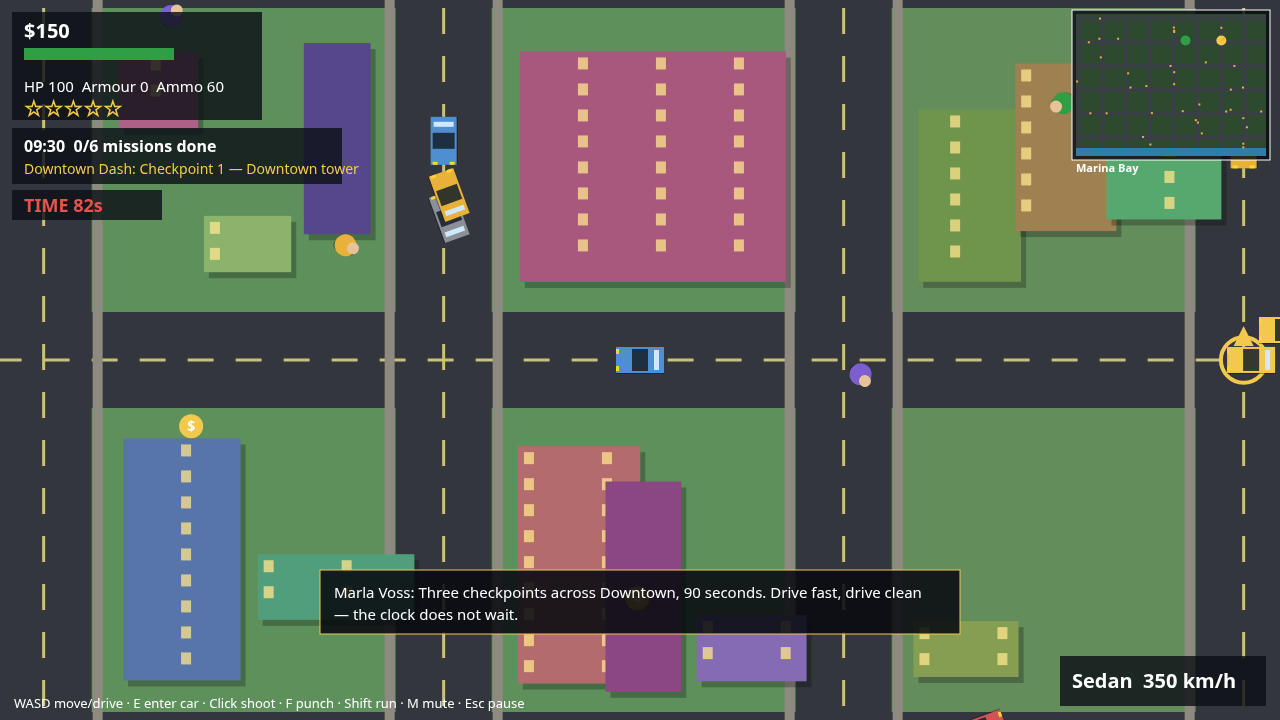 $150
HP 100 Armour 0 Ammo 60
09:30 0/6 missions done
Downtown Dash: Checkpoint 1 — Downtown tower
TIME 82s
Marina Bay
$
Marla Voss: Three checkpoints across Downtown, 90 seconds. Drive fast, drive clean
— the clock does not wait.
Sedan 350 km/h
WASD move/drive · E enter car · Click shoot · F punch · Shift run · M mute · Esc pause